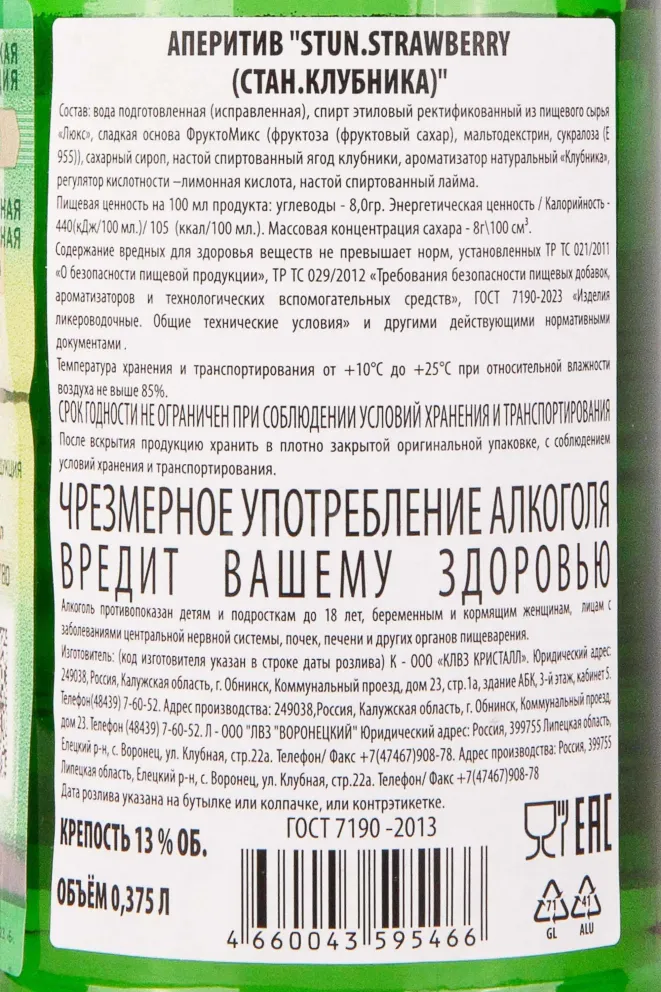 АПЕРИТИВ "STUN.STRAWBERRY
(СТАН.КЛУБНИКА)"
Состав: вода подготовленная (исправленная), спирт этиловый ректификованный из пищевого сырья
«Люкс», сладкая основа ФруктоМикс (фруктоза (фруктовый сахар), мальтодекстрин, сукралоза (Е
955)), сахарный сироп, настой спиртованный ягод клубники, ароматизатор натуральный «Клубника»,
регулятор кислотности –лимонная кислота, настой спиртованный лайма.
Пищевая ценность на 100 мл продукта: углеводы - 8,0гр. Энергетическая ценность / Калорийность -
440(кДж/100 мл.)/ 105 (ккал/100 мл.). Массовая концентрация сахара - 8г\100 см³.
Содержание вредных для здоровья веществ не превышает норм, установленных ТР ТС 021/2011
«О безопасности пищевой продукции», ТР ТС 029/2012 «Требования безопасности пищевых добавок,
ароматизаторов и технологических вспомогательных средств», ГОСТ 7190-2023 «Изделия
ликероводочные. Общие технические условия» и другими действующими нормативными
документами .
Температура хранения и транспортирования от +10°С до +25°С при относительной влажности
воздуха не выше 85%.
СРОК ГОДНОСТИ НЕ ОГРАНИЧЕН ПРИ СОБЛЮДЕНИИ УСЛОВИЙ ХРАНЕНИЯ И ТРАНСПОРТИРОВАНИЯ
После вскрытия продукцию хранить в плотно закрытой оригинальной упаковке, с соблюдением
условий хранения и транспортирования.
ЧРЕЗМЕРНОЕ УПОТРЕБЛЕНИЕ АЛКОГОЛЯ
ВРЕДИТ ВАШЕМУ ЗДОРОВЬЮ
Алкоголь противопоказан детям и подросткам до 18 лет, беременным и кормящим женщинам, лицам с
заболеваниями центральной нервной системы, почек, печени и других органов пищеварения.
Изготовитель: (код изготовителя указан в строке даты розлива) К - ООО «КЛВЗ КРИСТАЛЛ». Юридический адрес:
249038, Россия, Калужская область, г. Обнинск, Коммунальный проезд, дом 23, стр.1а, здание АБК, 3-й этаж, кабинет 5.
Телефон(48439) 7-60-52. Адрес производства: 249038,Россия, Калужская область, г. Обнинск, Коммунальный проезд,
дом 23. Телефон (48439) 7-60-52. Л - ООО "ЛВЗ "ВОРОНЕЦКИЙ" Юридический адрес: Россия, 399755 Липецкая область,
Елецкий р-н, с. Воронец, ул. Клубная, стр.22а. Телефон/ Факс +7(47467)908-78. Адрес производства: Россия, 399755
Липецкая область, Елецкий р-н, с. Воронец, ул. Клубная, стр.22а. Телефон/ Факс +7(47467)908-78
Дата розлива указана на бутылке или колпачке, или контрэтикетке.
ГОСТ 7190 -2013
КРЕПОСТЬ 13 % ОБ.
ОБЪЁМ 0,375 Л
4 660043 595466
EAC
71
GL
41
ALU